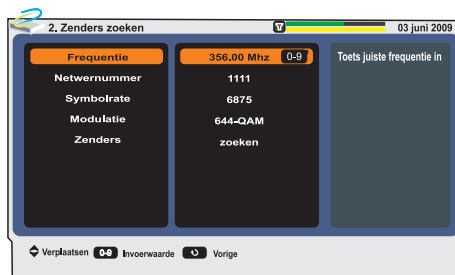 2. Zenders zoeken 03 juni 2009
Frequentie 356.00 Mhz 0-9 Toets juiste frequentie in
Netwernummer 1111
Symbolrate 6875
Modulatie 644-QAM
Zenders zoeken
Verplaatsen 0-9 Invoerwaarde Vorige